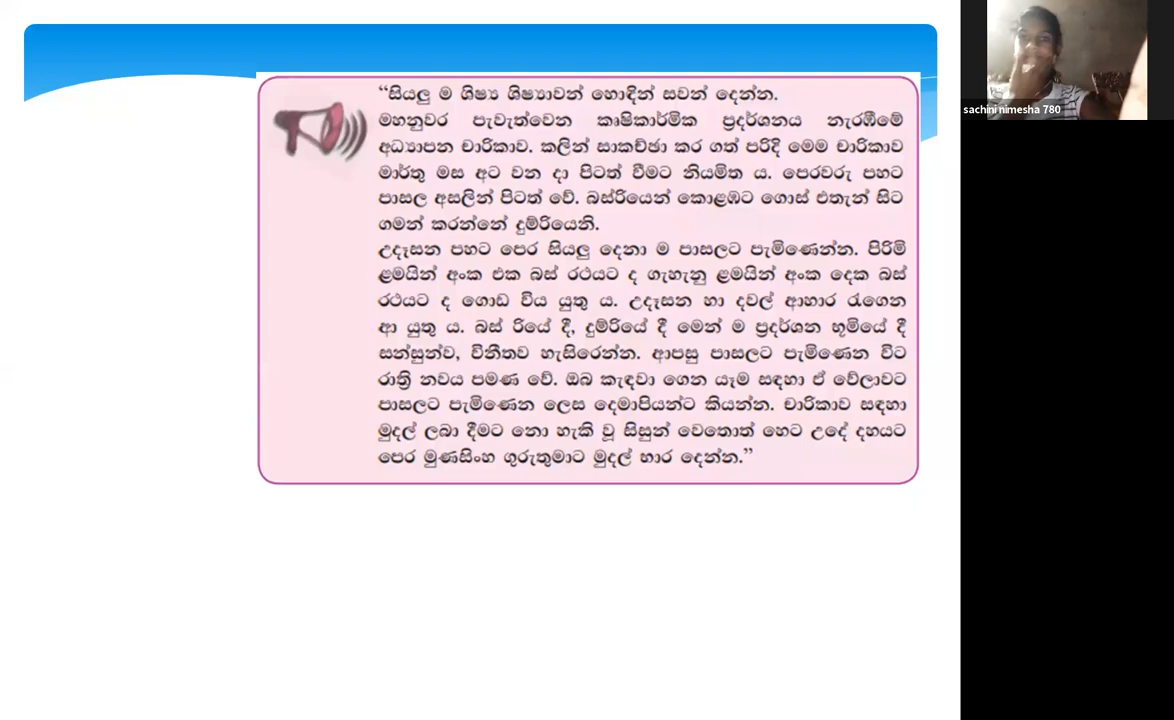 “සියලු ම ශිෂ්‍ය ශිෂ්‍යාවන් හොඳින් සවන් දෙන්න.
මහනුවර පැවැත්වෙන කෘෂිකාර්මික ප්‍රදර්ශනය නැරඹීමේ
අධ්‍යාපන චාරිකාව. කලින් සාකච්ඡා කර ගත් පරිදි මෙම චාරිකාව
මාර්තු මස අට වන දා පිටත් වීමට නියමිත ය. පෙරවරු පහට
පාසල අසලින් පිටත් වේ. බස්රියෙන් කොළඹට ගොස් එතැන් සිට
ගමන් කරන්නේ දුම්රියෙනි.
උදෑසන පහට පෙර සියලු දෙනා ම පාසලට පැමිණෙන්න. පිරිමි
ළමයින් අංක එක බස් රථයට ද ගැහැනු ළමයින් අංක දෙක බස්
රථයට ද ගොඩ විය යුතු ය. උදෑසන හා දවල් ආහාර රැගෙන
ආ යුතු ය. බස් රියේ දී, දුම්රියේ දී මෙන් ම ප්‍රදර්ශන භූමියේ දී
සන්සුන්ව, විනීතව හැසිරෙන්න. ආපසු පාසලට පැමිණෙන විට
රාත්‍රි නවය පමණ වේ. ඔබ කැඳවා ගෙන යෑම සඳහා ඒ වේලාවට
පාසලට පැමිණෙන ලෙස දෙමාපියන්ට කියන්න. චාරිකාව සඳහා
මුදල් ලබා දීමට නො හැකි වූ සිසුන් වෙතොත් හෙට උදේ දහයට
පෙර මුණසිංහ ගුරුතුමාට මුදල් භාර දෙන්න.”
sachini nimesha 780